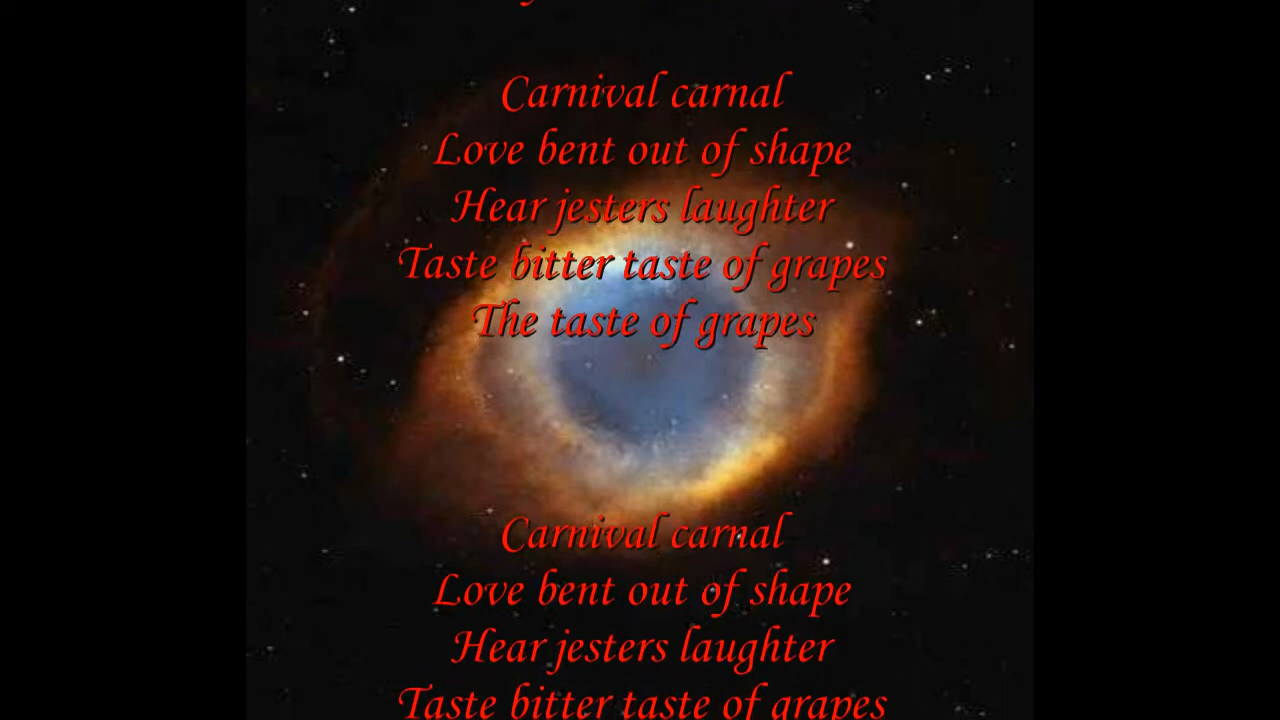 Carnival carnal
Love bent out of shape
Hear jesters laughter
Taste bitter taste of grapes
The taste of grapes
Carnival carnal
Love bent out of shape
Hear jesters laughter
Taste bitter taste of grapes